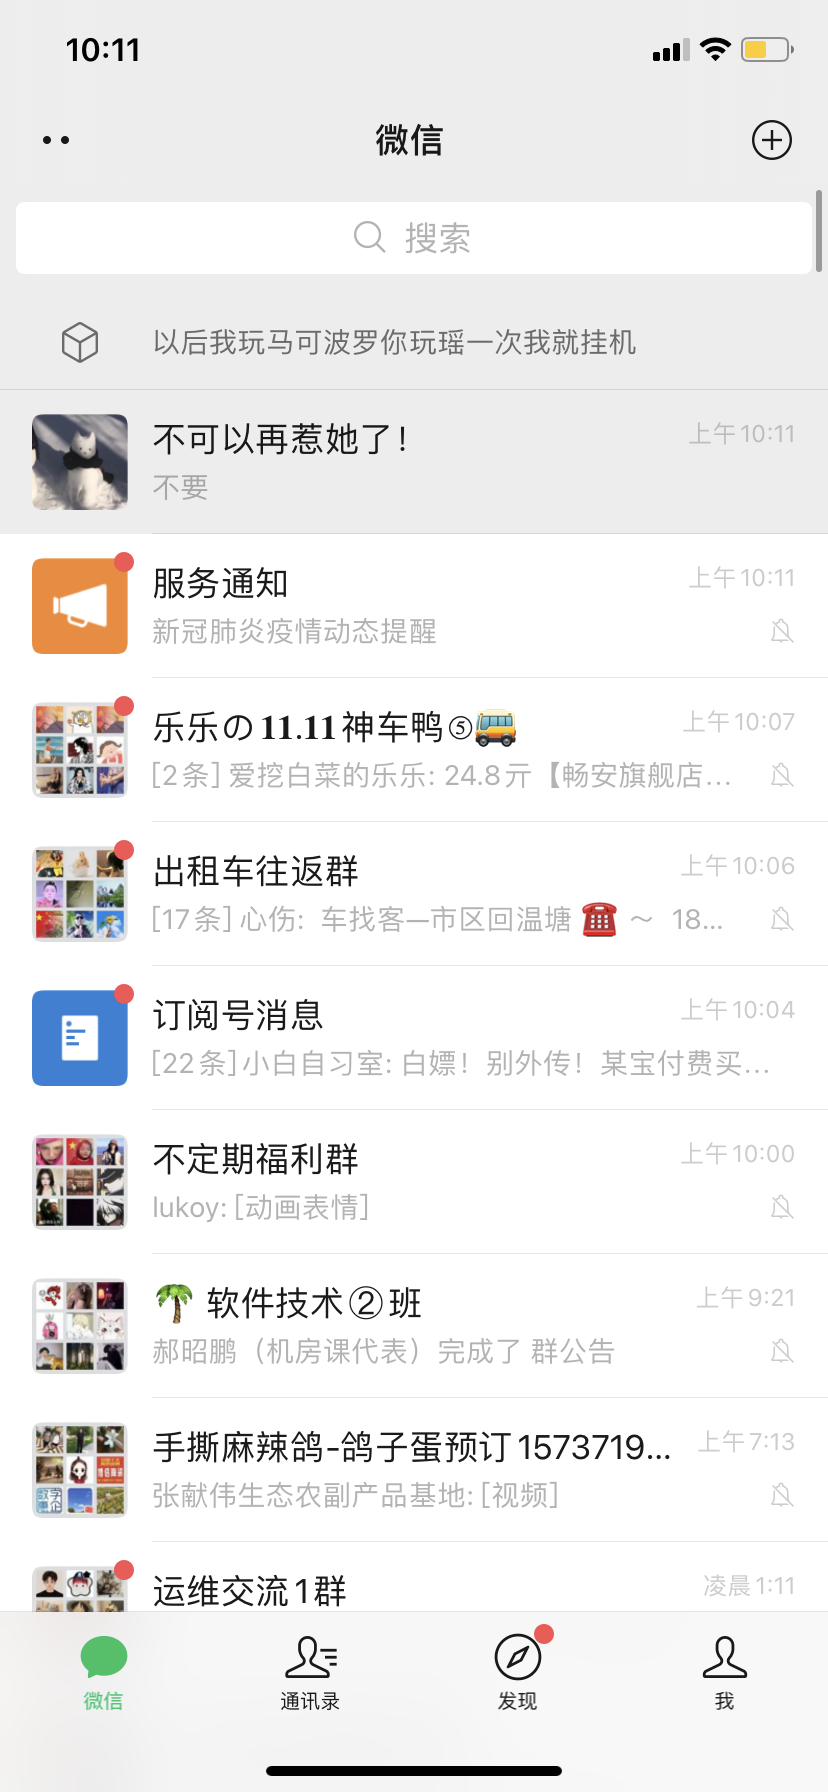 10:11
微信
搜索
以后我玩马可波罗你玩瑶一次我就挂机
不可以再惹她了！
上午10:11
不要
服务通知
上午10:11
新冠肺炎疫情动态提醒
乐乐の𝟏𝟏.𝟏𝟏神车鸭⑤🚌
上午10:07
[2条] 爱挖白菜的乐乐: 24.8亓【畅安旗舰店...
出租车往返群
上午10:06
[17条] 心伤: 车找客—市区回温塘 ☎️ ～ 18...
订阅号消息
上午10:04
[22条]小白自习室: 白嫖！别外传！某宝付费买...
不定期福利群
上午10:00
lukoy: [动画表情]
🌴 软件技术②班
上午9:21
郝昭鹏（机房课代表）完成了 群公告
手撕麻辣鸽-鸽子蛋预订1573719...
上午7:13
张献伟生态农副产品基地: [视频]
运维交流1群
凌晨1:11
微信
通讯录
发现
我